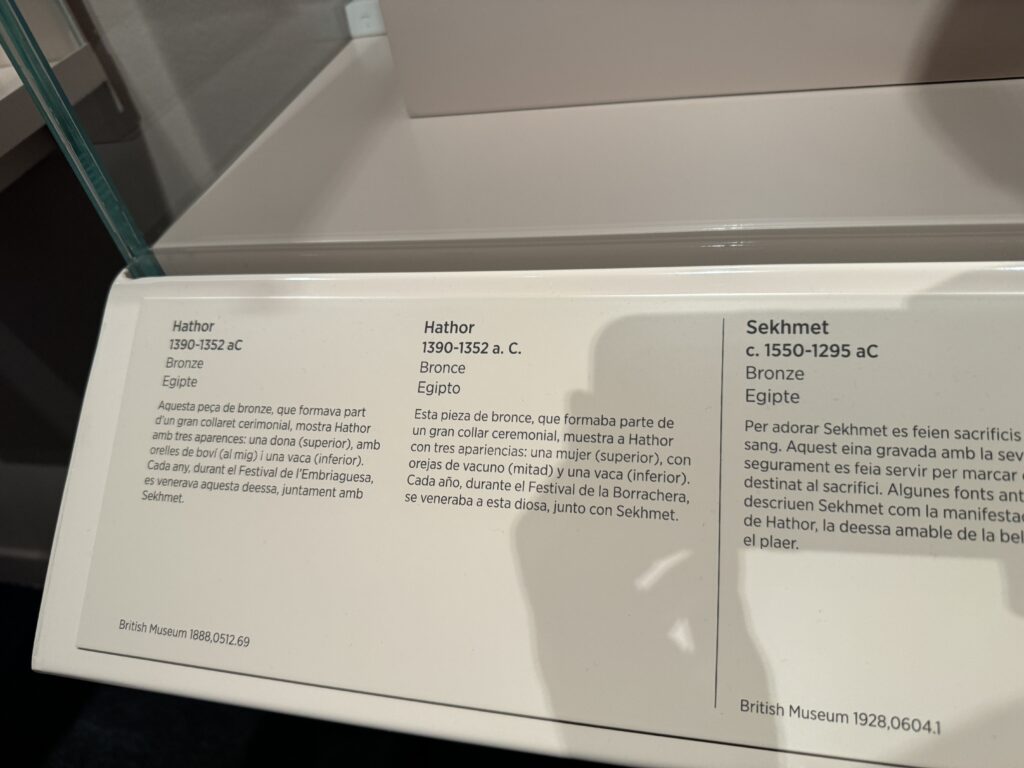 Hathor
1390-1352 aC
Bronze
Egipte
Aquesta peça de bronze, que formava part
d'un gran collaret cerimonial, mostra Hathor
amb tres aparences: una dona (superior), amb
orelles de boví (al mig) i una vaca (inferior).
Cada any, durant el Festival de l'Embriaguesa,
es venerava aquesta deessa, juntament amb
Sekhmet.
British Museum 1888,0512.69
Hathor
1390-1352 a. C.
Bronce
Egipto
Esta pieza de bronce, que formaba parte de
un gran collar ceremonial, muestra a Hathor
con tres apariencias: una mujer (superior), con
orejas de vacuno (mitad) y una vaca (inferior).
Cada año, durante el Festival de la Borrachera,
se veneraba a esta diosa, junto con Sekhmet.
Sekhmet
c. 1550-1295 aC
Bronze
Egipte
Per adorar Sekhmet es feien sacrificis
sang. Aquest eina gravada amb la sev
segurament es feia servir per marcar
destinat al sacrifici. Algunes fonts ant
descriuen Sekhmet com la manifesta
de Hathor, la deessa amable de la bel
el plaer.
British Museum 1928,0604.1